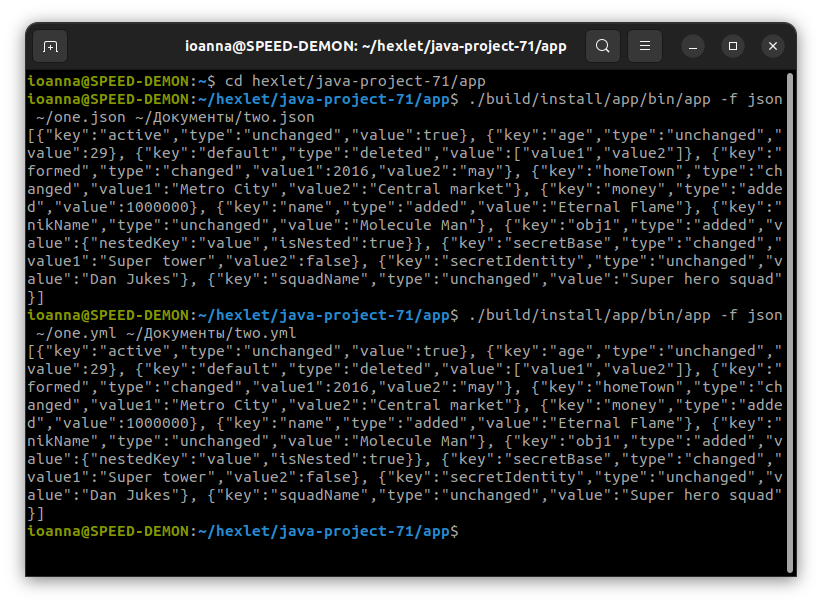 ioanna@SPEED-DEMON: ~/hexlet/java-project-71/app
ioanna@SPEED-DEMON:~$ cd hexlet/java-project-71/app
ioanna@SPEED-DEMON:~/hexlet/java-project-71/app$ ./build/install/app/bin/app -f json
 ~/one.json ~/Документы/two.json
[{"key":"active","type":"unchanged","value":true}, {"key":"age","type":"unchanged","
value":29}, {"key":"default","type":"deleted","value":["value1","value2"]}, {"key":"
formed","type":"changed","value1":2016,"value2":"may"}, {"key":"homeTown","type":"ch
anged","value1":"Metro City","value2":"Central market"}, {"key":"money","type":"adde
d","value":1000000}, {"key":"name","type":"added","value":"Eternal Flame"}, {"key":"
nikName","type":"unchanged","value":"Molecule Man"}, {"key":"obj1","type":"added","v
alue":{"nestedKey":"value","isNested":true}}, {"key":"secretBase","type":"changed","
value1":"Super tower","value2":false}, {"key":"secretIdentity","type":"unchanged","v
alue":"Dan Jukes"}, {"key":"squadName","type":"unchanged","value":"Super hero squad"
}]
ioanna@SPEED-DEMON:~/hexlet/java-project-71/app$ ./build/install/app/bin/app -f json
 ~/one.yml ~/Документы/two.yml
[{"key":"active","type":"unchanged","value":true}, {"key":"age","type":"unchanged","
value":29}, {"key":"default","type":"deleted","value":["value1","value2"]}, {"key":"
formed","type":"changed","value1":2016,"value2":"may"}, {"key":"homeTown","type":"ch
anged","value1":"Metro City","value2":"Central market"}, {"key":"money","type":"adde
d","value":1000000}, {"key":"name","type":"added","value":"Eternal Flame"}, {"key":"
nikName","type":"unchanged","value":"Molecule Man"}, {"key":"obj1","type":"added","v
alue":{"nestedKey":"value","isNested":true}}, {"key":"secretBase","type":"changed","
value1":"Super tower","value2":false}, {"key":"secretIdentity","type":"unchanged","v
alue":"Dan Jukes"}, {"key":"squadName","type":"unchanged","value":"Super hero squad"
}]
ioanna@SPEED-DEMON:~/hexlet/java-project-71/app$